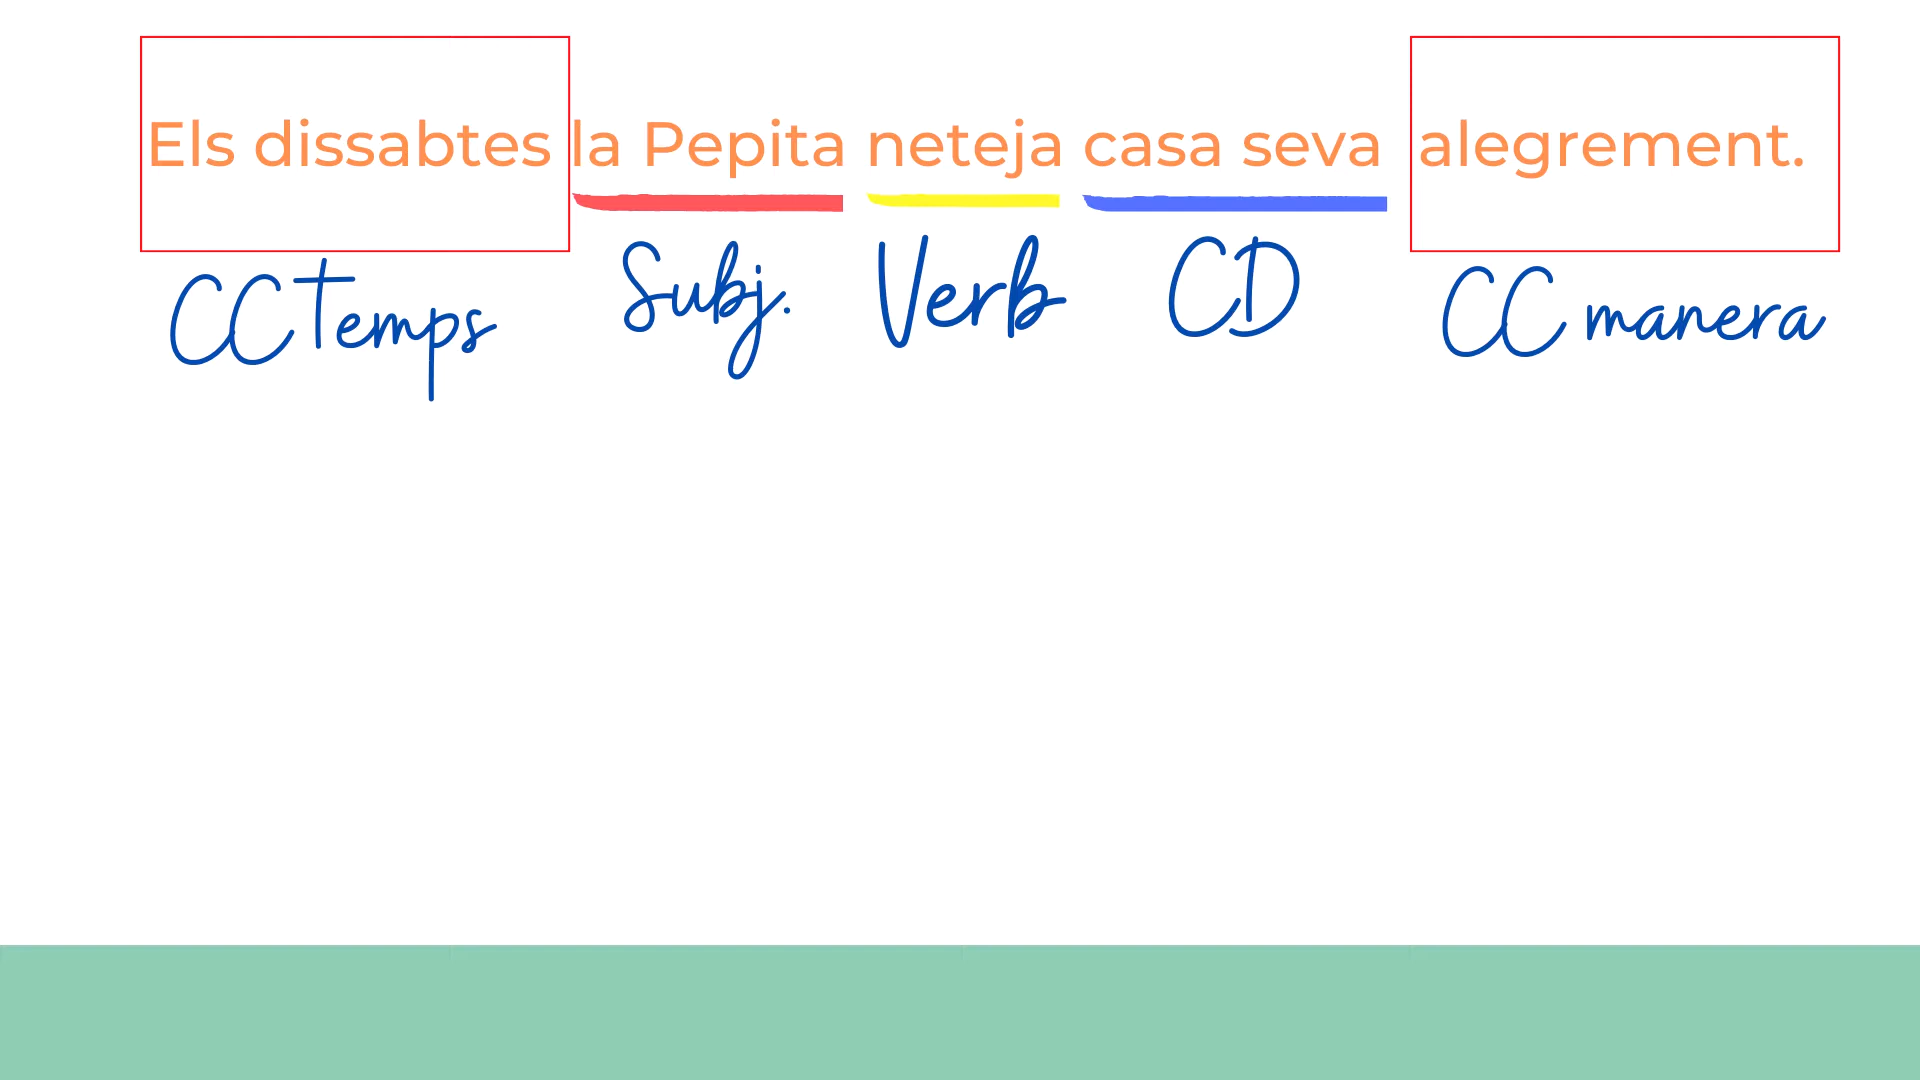 Els dissabtes la Pepita neteja casa seva alegrement.
CC Temps Subj. Verb CD CC manera